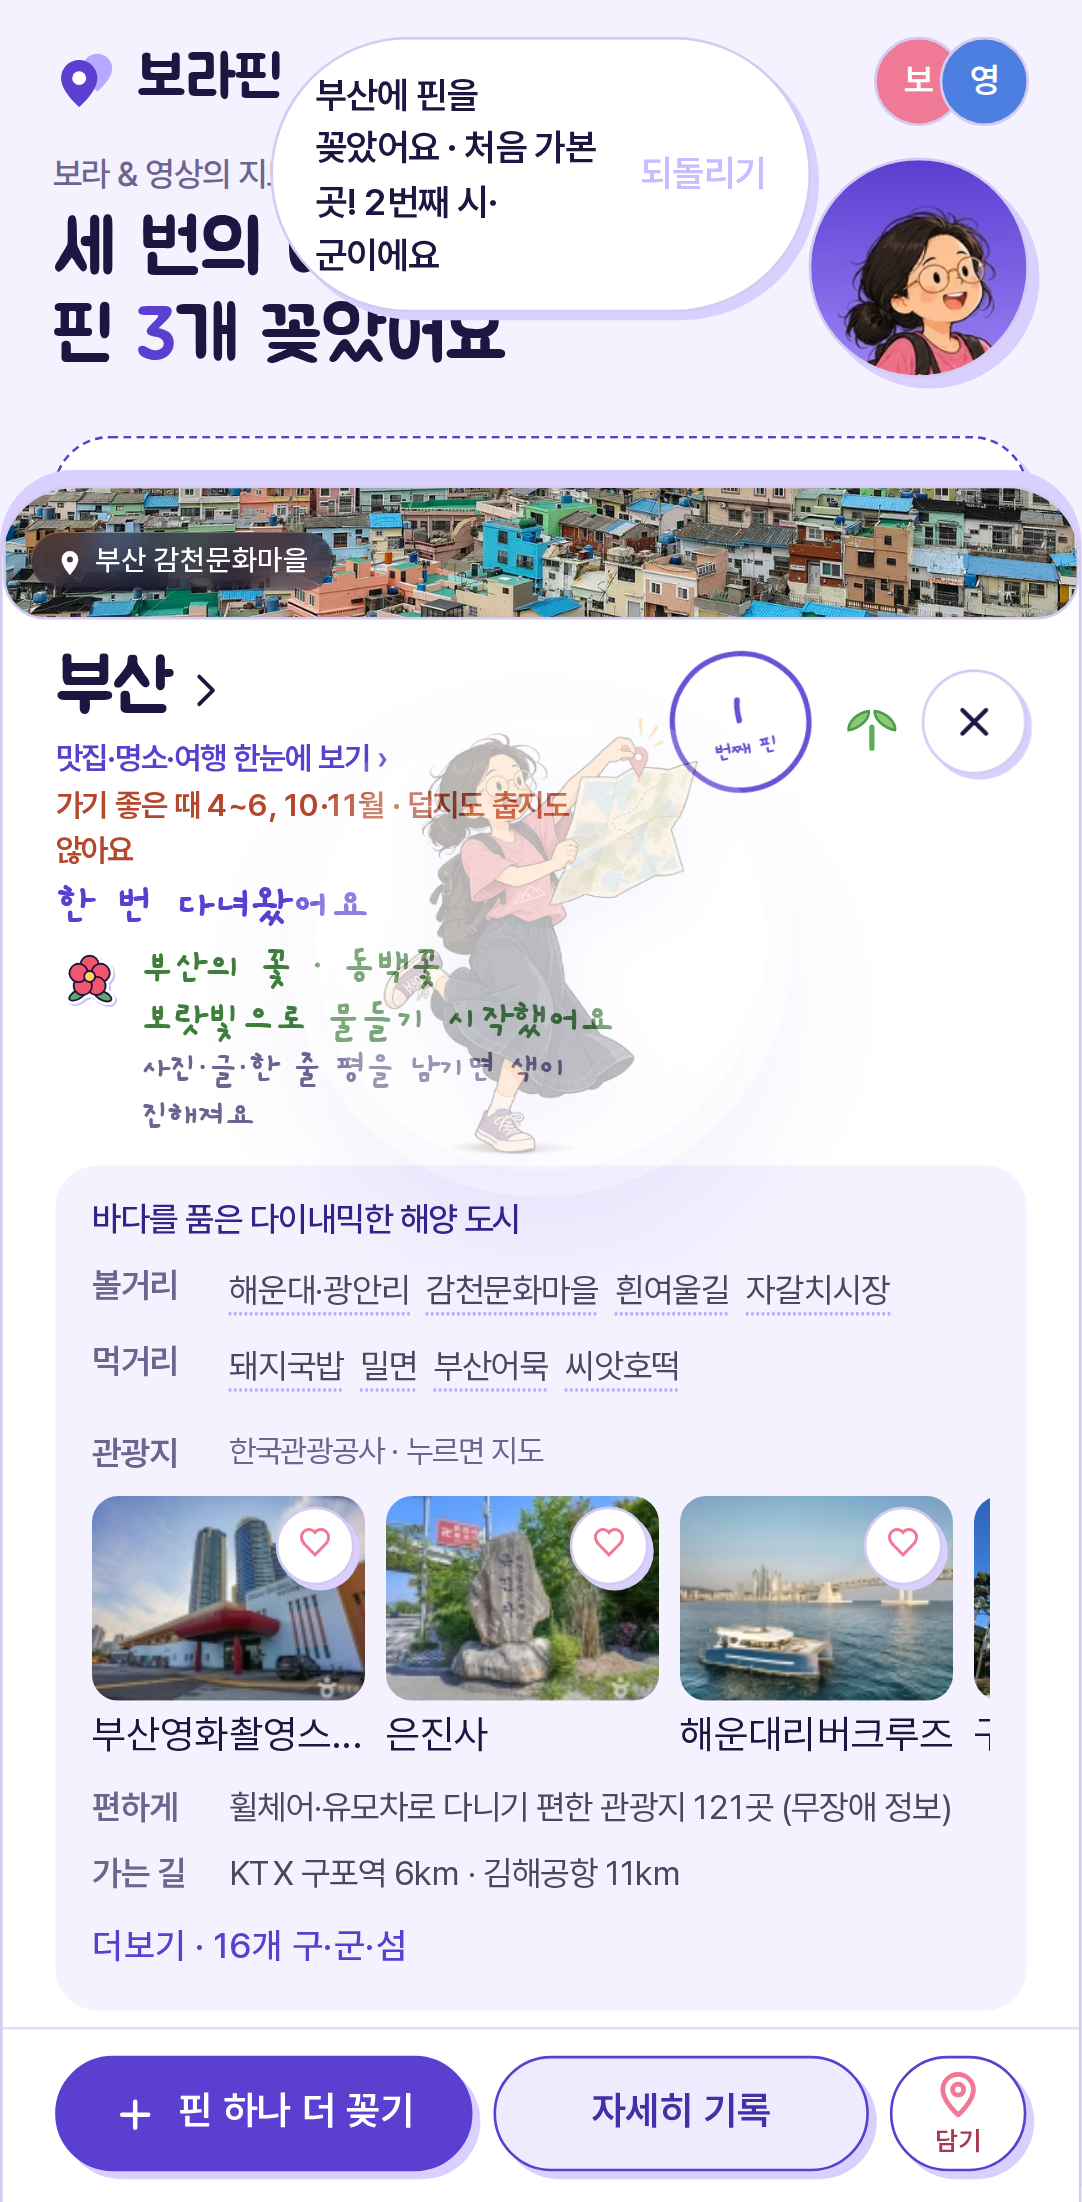 보라핀
보 영
부산에 핀을
꽂았어요 · 처음 가본
곳! 2번째 시·
군이에요
되돌리기
보라 & 영상의 지
세 번의
핀 3개 꽂았어요
부산 감천문화마을
부산 >
1
번째 핀
맛집·명소·여행 한눈에 보기 ›
가기 좋은 때 4~6, 10·11월 · 덥지도 춥지도
않아요
한 번 다녀왔어요
부산의 꽃 · 동백꽃
보랏빛으로 물들기 시작했어요
사진·글·한 줄 평을 남기면 색이
진해져요
바다를 품은 다이내믹한 해양 도시
볼거리 해운대·광안리 감천문화마을 흰여울길 자갈치시장
먹거리 돼지국밥 밀면 부산어묵 씨앗호떡
관광지 한국관광공사 · 누르면 지도
부산영화촬영스... 은진사 해운대리버크루즈
편하게 휠체어·유모차로 다니기 편한 관광지 121곳 (무장애 정보)
가는 길 KTX 구포역 6km · 김해공항 11km
더보기 · 16개 구·군·섬
+ 핀 하나 더 꽂기 자세히 기록 담기